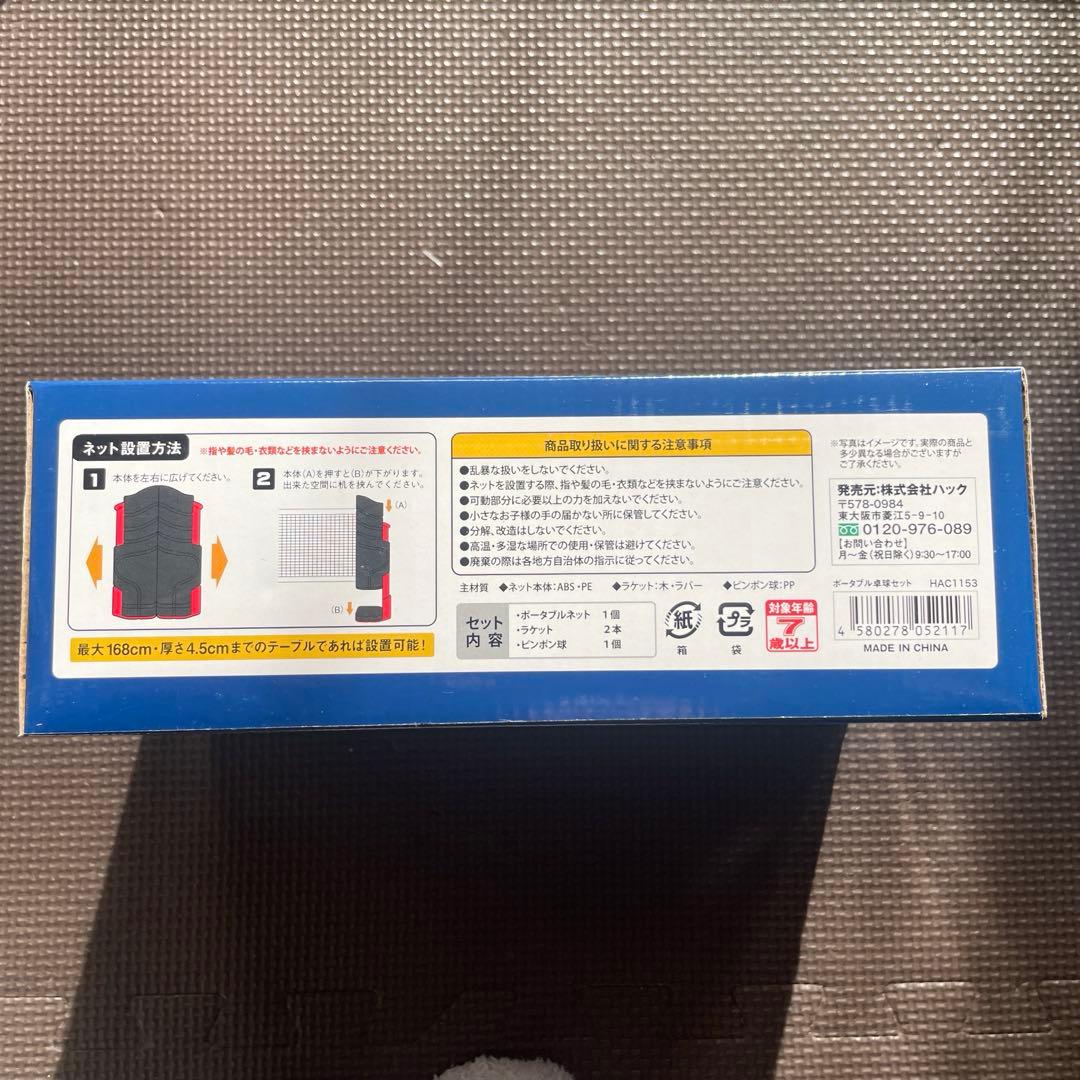 ネット設置方法
※指や髪の毛・衣類などを挟まないようにご注意ください。
1 本体を左右に広げてください。
2 本体(A)を押すと(B)が下がります。
出来た空間に机を挟んでください。
(A)
(B)
最大168cm・厚さ4.5cmまでのテーブルであれば設置可能!
商品取り扱いに関する注意事項
●乱暴な扱いをしないでください。
●ネットを設置する際、指や髪の毛・衣類などを挟まないようにご注意ください。
●可動部分に必要以上の力を加えないでください。
●小さなお子様の手の届かない所に保管してください。
●分解、改造はしないでください。
●高温・多湿な場所での使用・保管は避けてください。
●廃棄の際は各地方自治体の指示に従ってください。
主材質 ◆ネット本体:ABS・PE ◆ラケット:木・ラバー ◆ピンポン球:PP
セット
内容
・ポータブルネット 1個
・ラケット 2本
・ピンポン球 1個
紙
箱
プラ
袋
対象年齢
7
歳以上
※写真はイメージです。実際の商品と
多少異なる場合がございますが
ご了承ください。
発売元:株式会社ハック
〒578-0984
東大阪市菱江5-9-10
0120-976-089
【お問い合わせ】
月～金(祝日除く)9:30～17:00
ポータブル卓球セット HAC1153
4 580278 052117
MADE IN CHINA